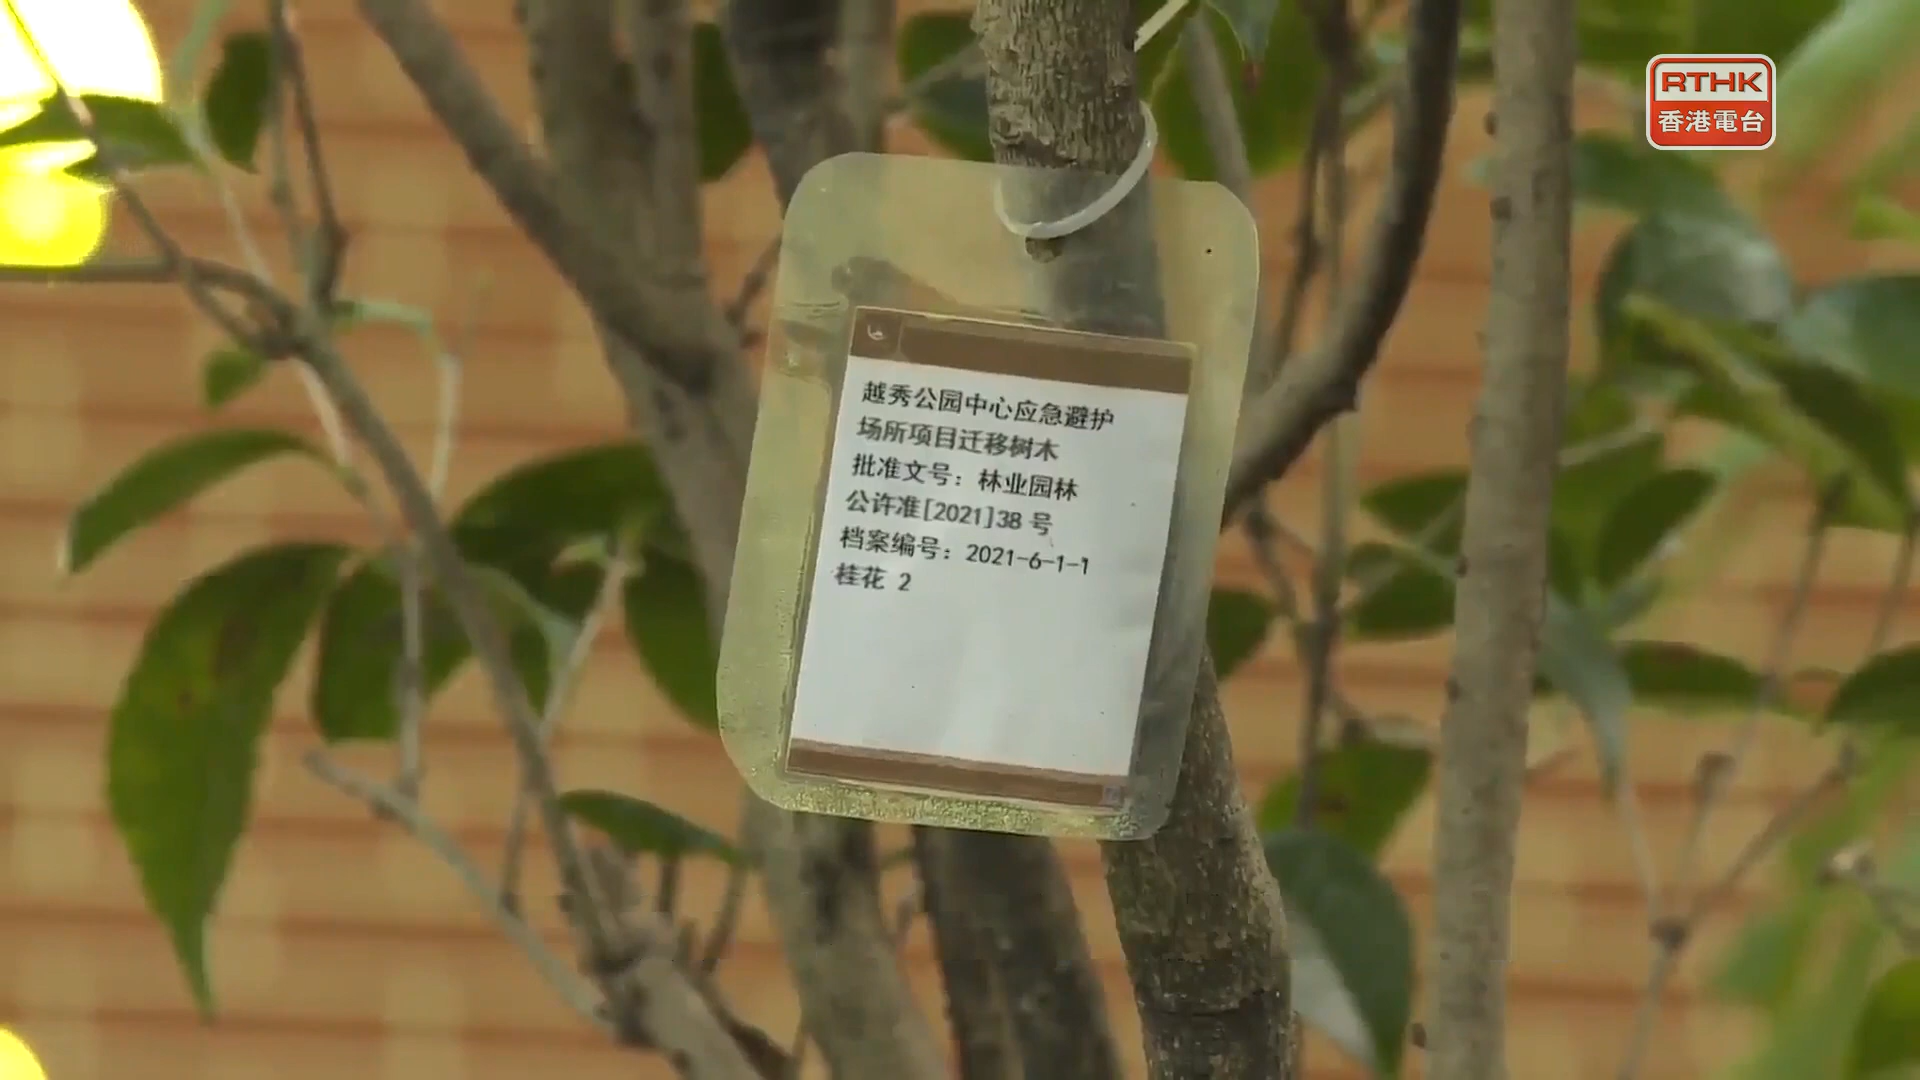 RTHK
香港電台
越秀公园中心应急避护
场所项目迁移树木
批准文号：林业园林
公许准[2021]38 号
档案编号：2021-6-1-1
桂花 2